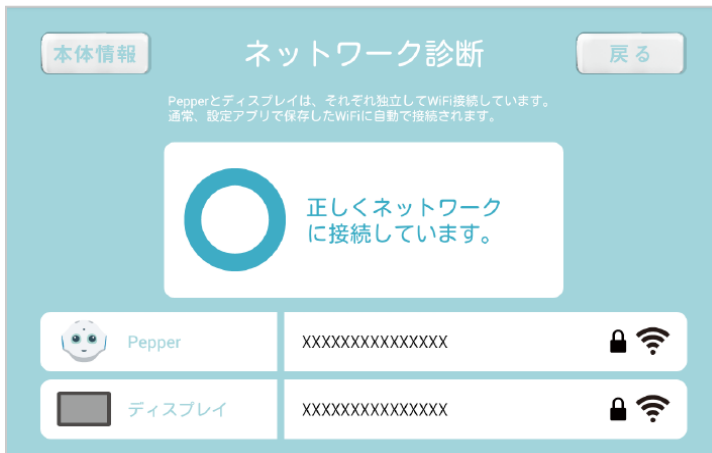 本体情報
ネットワーク診断
戻る
Pepperとディスプレイは、それぞれ独立してWiFi接続しています。
通常、設定アプリで保存したWiFiに自動で接続されます。
正しくネットワーク
に接続しています。
Pepper
XXXXXXXXXXXXXXX
ディスプレイ
XXXXXXXXXXXXXXX